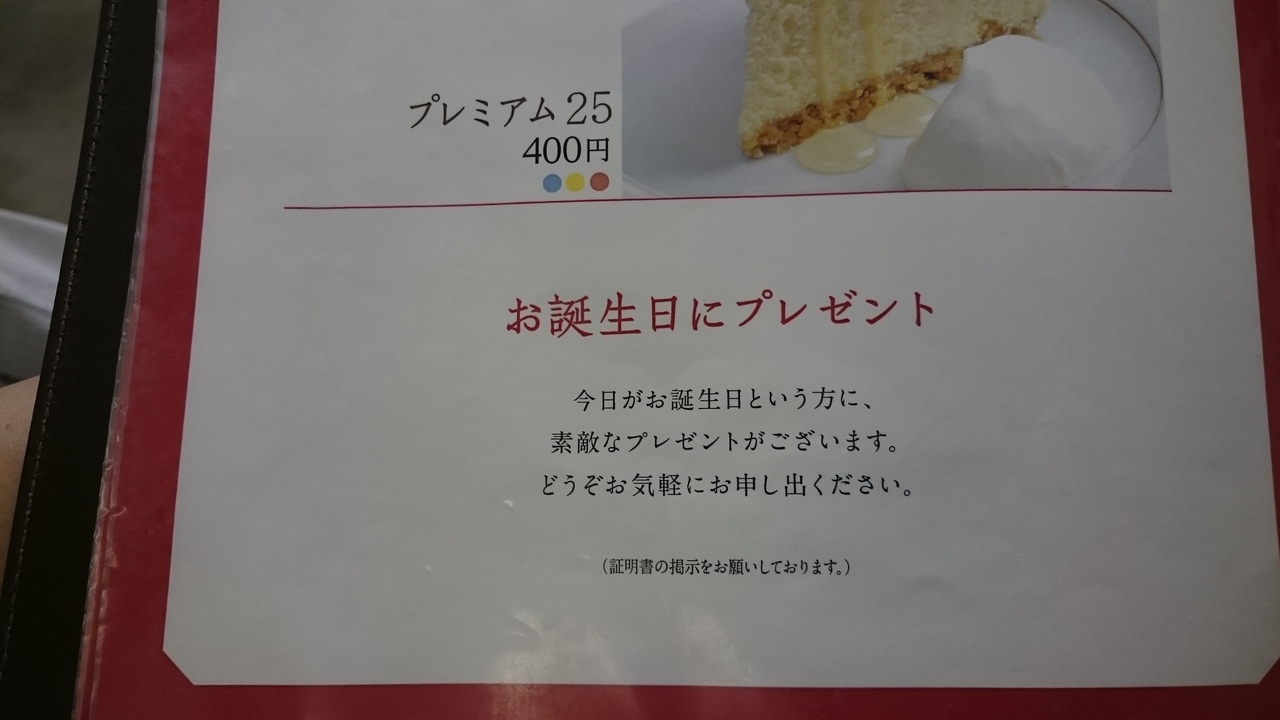 プレミアム 25
400円
お誕生日にプレゼント
今日がお誕生日という方に、
素敵なプレゼントがございます。
どうぞお気軽にお申し出ください。
（証明書の掲示をお願いしております。）